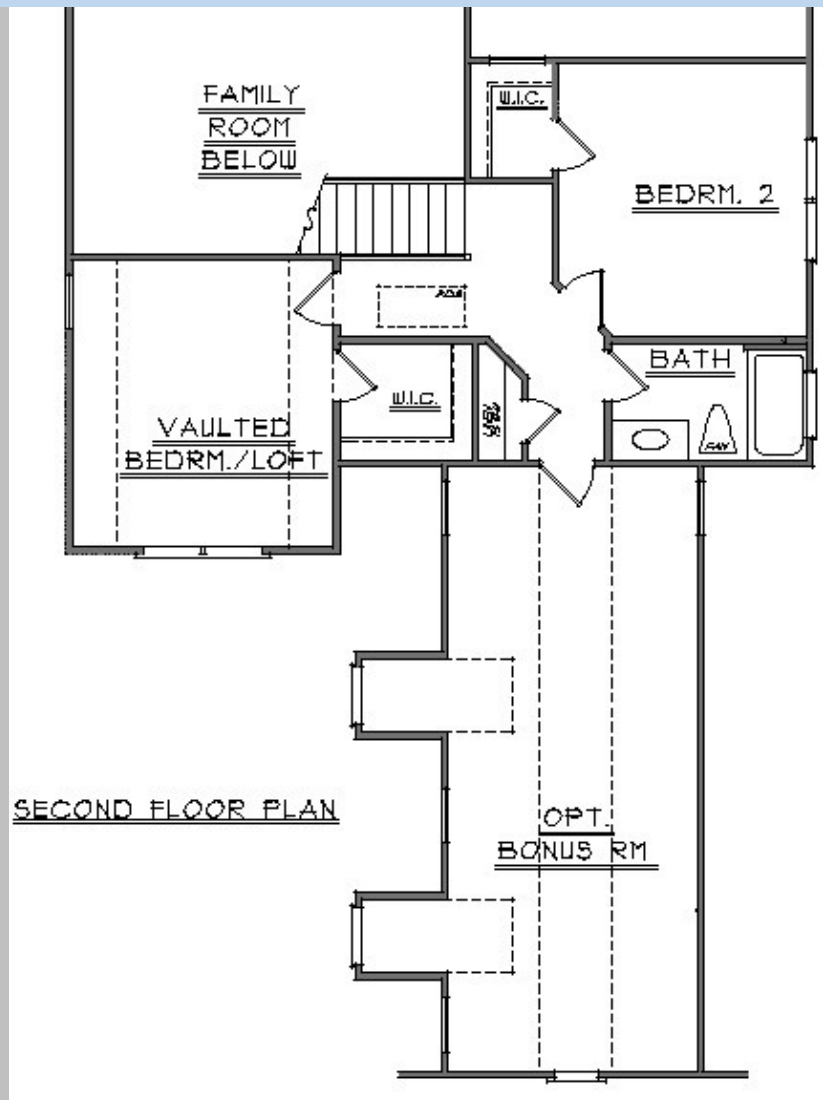 FAMILY
ROOM
BELOW
W.I.C.
BEDRM. 2
BATH
W.I.C.
VAULTED
BEDRM./LOFT
SECOND FLOOR PLAN
OPT.
BONUS RM